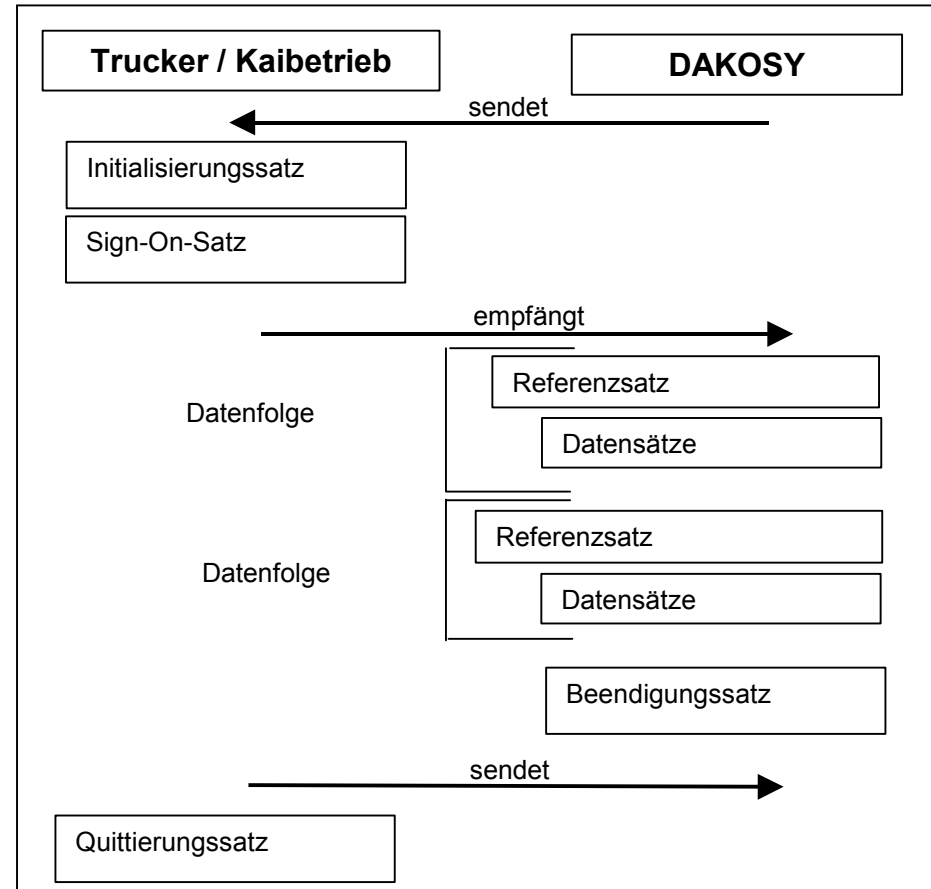 Trucker / Kaibetrieb
DAKOSY
sendet
Initialisierungssatz
Sign-On-Satz
empfängt
Referenzsatz
Datenfolge
Datensätze
Referenzsatz
Datenfolge
Datensätze
Beendigungssatz
sendet
Quittierungssatz